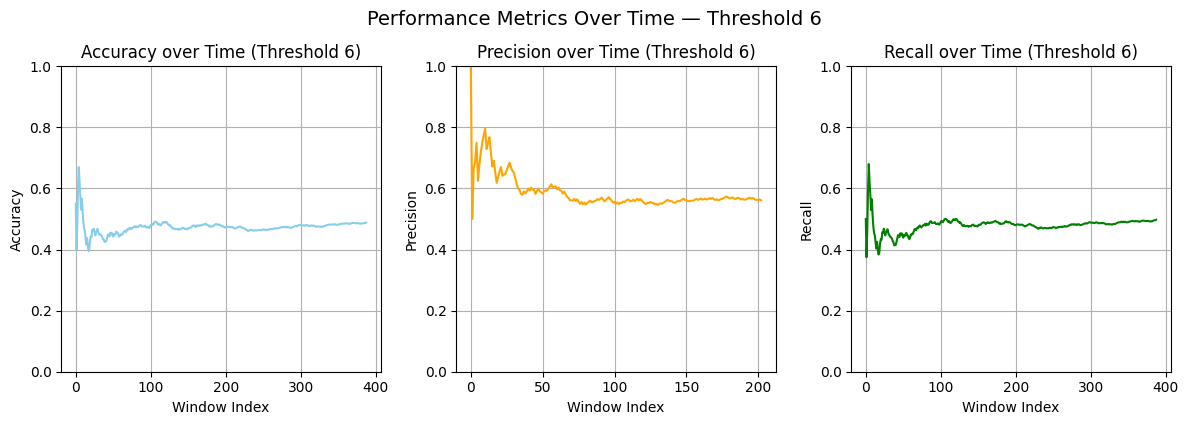 Performance Metrics Over Time — Threshold 6
Accuracy over Time (Threshold 6)
1.0
0.8
0.6
0.4
0.2
0.0
Accuracy
0 100 200 300 400
Window Index
Precision over Time (Threshold 6)
1.0
0.8
0.6
0.4
0.2
0.0
Precision
0 50 100 150 200
Window Index
Recall over Time (Threshold 6)
1.0
0.8
0.6
0.4
0.2
0.0
Recall
0 100 200 300 400
Window Index